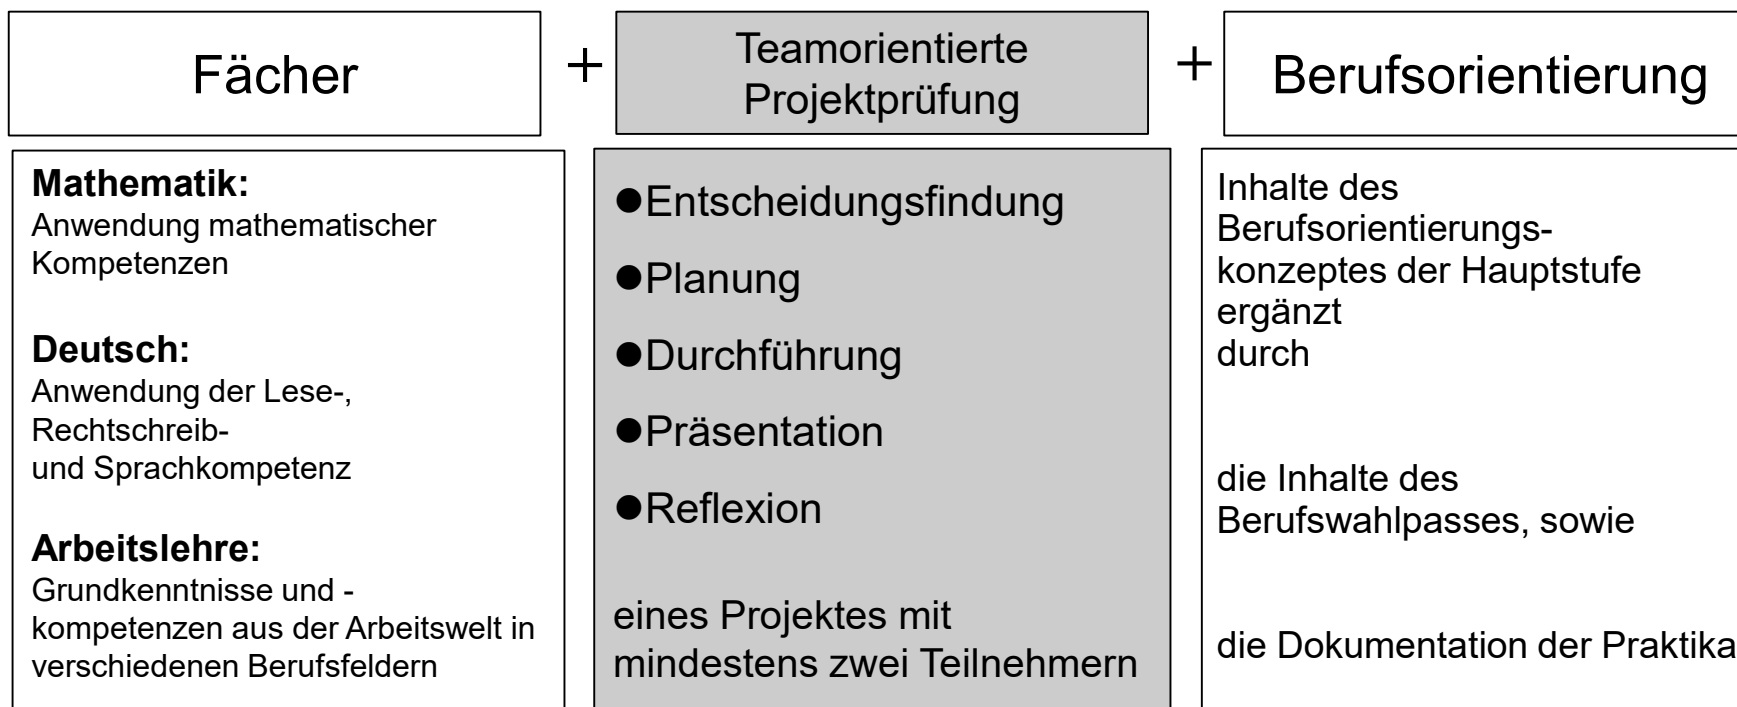 Fächer
+
Teamorientierte
Projektprüfung
+
Berufsorientierung
Mathematik:
Anwendung mathematischer
Kompetenzen
Deutsch:
Anwendung der Lese-,
Rechtschreib-
und Sprachkompetenz
Arbeitslehre:
Grundkenntnisse und -
kompetenzen aus der Arbeitswelt in
verschiedenen Berufsfeldern
●Entscheidungsfindung
●Planung
●Durchführung
●Präsentation
●Reflexion
eines Projektes mit
mindestens zwei Teilnehmern
Inhalte des
Berufsorientierungs-
konzeptes der Hauptstufe
ergänzt
durch
die Inhalte des
Berufswahlpasses, sowie
die Dokumentation der Praktika